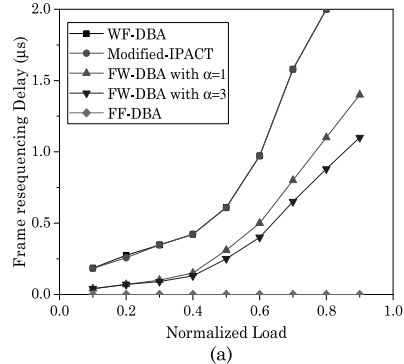 2.0
1.5
1.0
0.5
0.0
Frame resequencing Delay (μs)
WF-DBA
Modified-IPACT
FW-DBA with α=1
FW-DBA with α=3
FF-DBA
0.0 0.2 0.4 0.6 0.8 1.0
Normalized Load
(a)